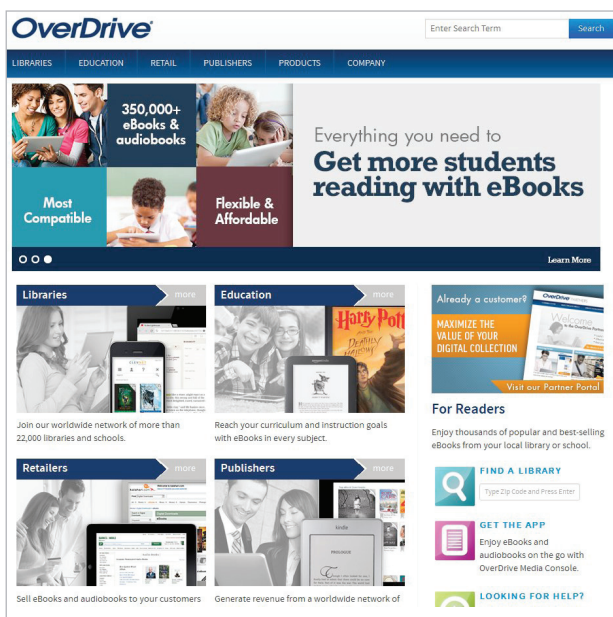 OverDrive®
Enter Search Term
Search
LIBRARIES EDUCATION RETAIL PUBLISHERS PRODUCTS COMPANY
350,000+
eBooks &
audiobooks
Most
Compatible
Flexible &
Affordable
Everything you need to
Get more students
reading with eBooks
Learn More
Libraries more
Join our worldwide network of more than
22,000 libraries and schools.
Education more
Harry Pott
DEATHLY
HALLOWS
Reach your curriculum and instruction goals
with eBooks in every subject.
Retailers more
Sell eBooks and audiobooks to your customers
Publishers more
kindle
PROLOGUE
Generate revenue from a worldwide network of
Already a customer?
MAXIMIZE THE
VALUE OF YOUR
DIGITAL COLLECTION
OverDrive
Welcome
Visit our Partner Portal
For Readers
Enjoy thousands of popular and best-selling
eBooks from your local library or school.
FIND A LIBRARY
Type Zip Code and Press Enter
GET THE APP
Enjoy eBooks and
audiobooks on the go with
OverDrive Media Console.
LOOKING FOR HELP?